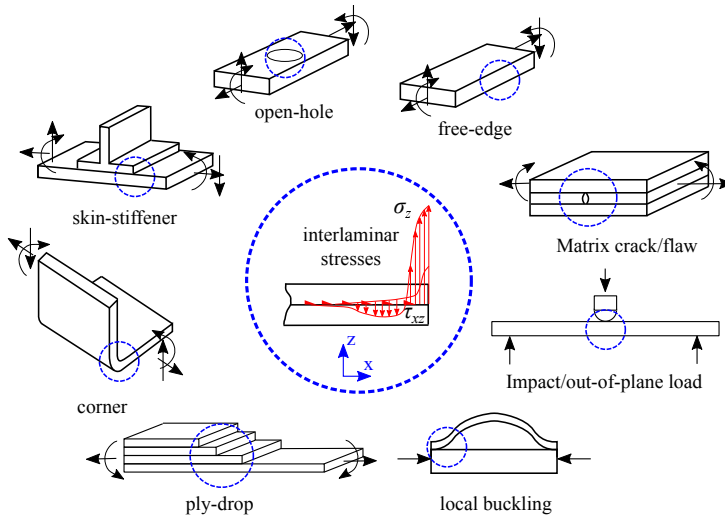 open-hole
free-edge
skin-stiffener
σz
interlaminar
stresses
τxz
z
x
Matrix crack/flaw
Impact/out-of-plane load
corner
ply-drop
local buckling